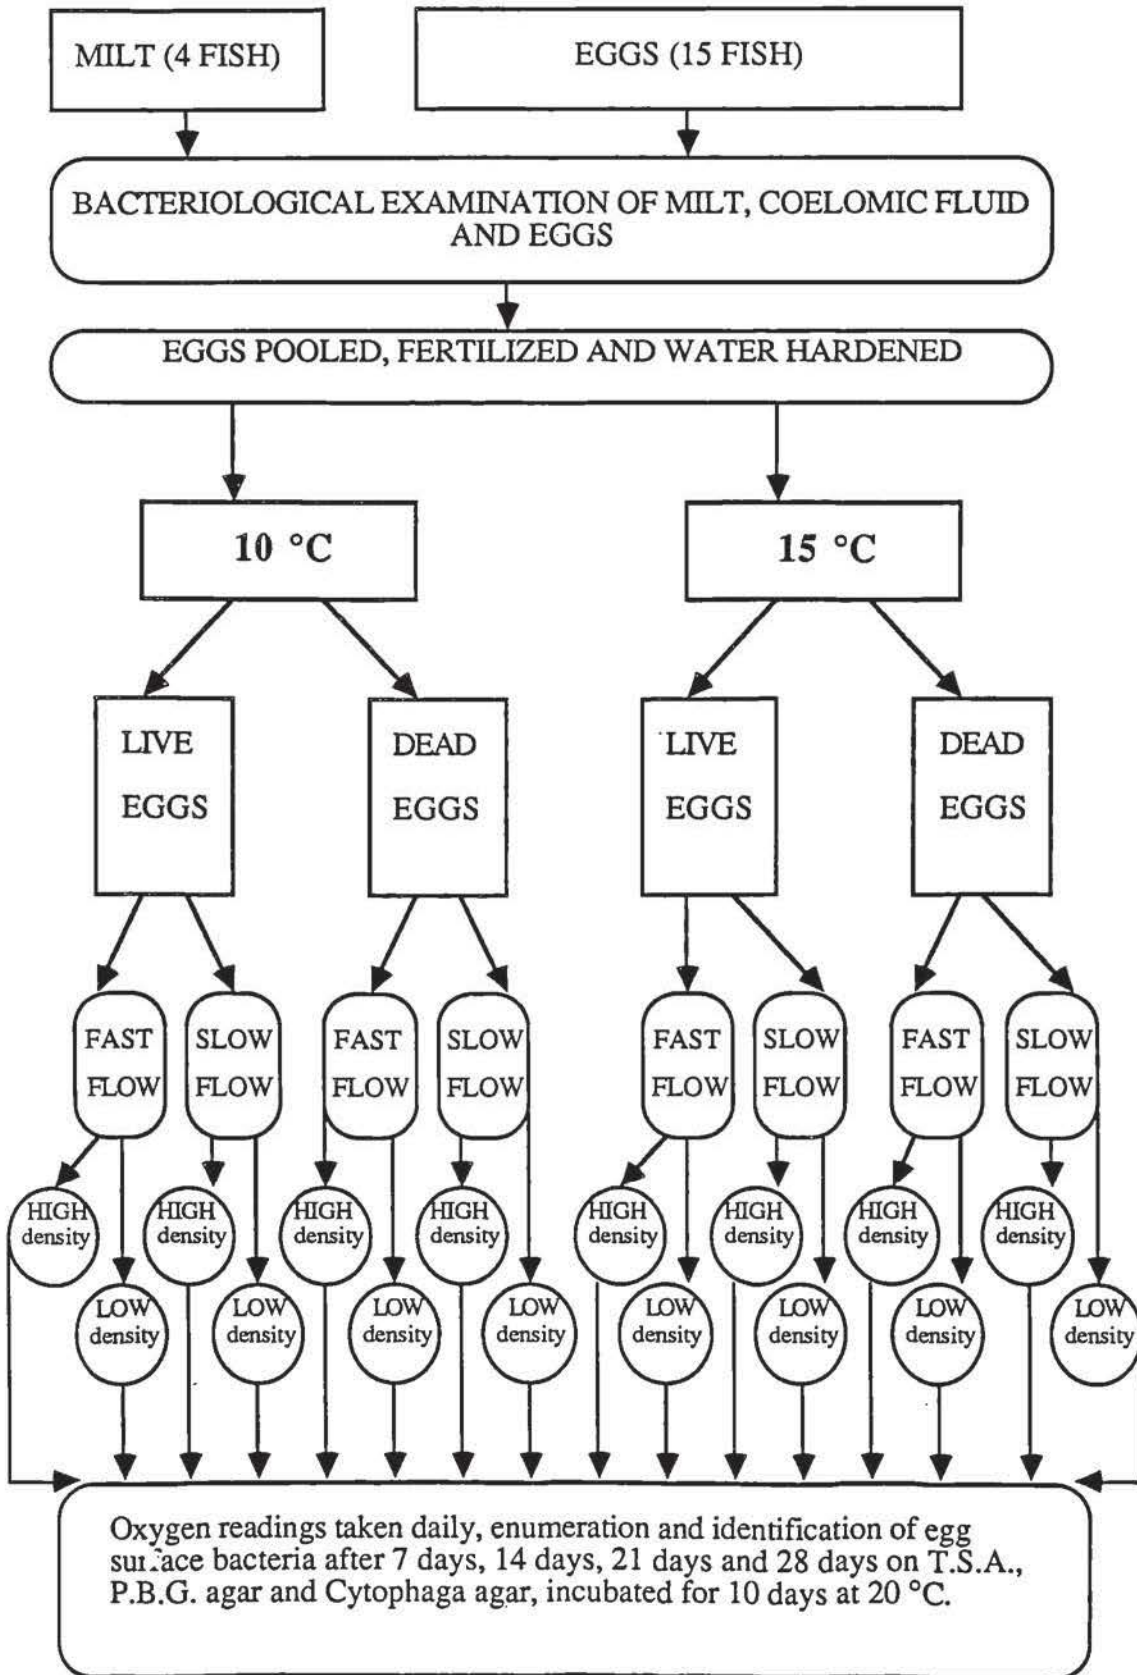 MILT (4 FISH)
EGGS (15 FISH)
BACTERIOLOGICAL EXAMINATION OF MILT, COELOMIC FLUID
AND EGGS
EGGS POOLED, FERTILIZED AND WATER HARDENED
10 °C
15 °C
LIVE
EGGS
DEAD
EGGS
LIVE
EGGS
DEAD
EGGS
FAST
FLOW
SLOW
FLOW
FAST
FLOW
SLOW
FLOW
FAST
FLOW
SLOW
FLOW
FAST
FLOW
SLOW
FLOW
HIGH
density
HIGH
density
HIGH
density
HIGH
density
HIGH
density
HIGH
density
HIGH
density
HIGH
density
LOW
density
LOW
density
LOW
density
LOW
density
LOW
density
LOW
density
LOW
density
LOW
density
Oxygen readings taken daily, enumeration and identification of egg
surface bacteria after 7 days, 14 days, 21 days and 28 days on T.S.A.,
P.B.G. agar and Cytophaga agar, incubated for 10 days at 20 °C.